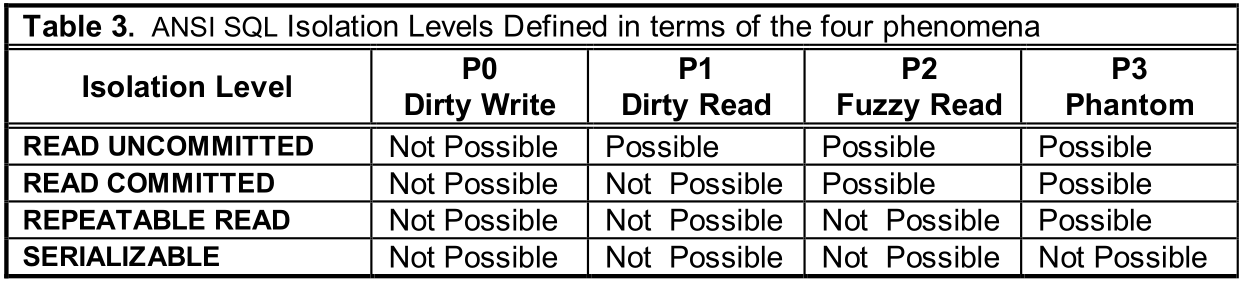 Table 3. ANSI SQL Isolation Levels Defined in terms of the four phenomena
Isolation Level P0 Dirty Write P1 Dirty Read P2 Fuzzy Read P3 Phantom
READ UNCOMMITTED Not Possible Possible Possible Possible
READ COMMITTED Not Possible Not Possible Possible Possible
REPEATABLE READ Not Possible Not Possible Not Possible Possible
SERIALIZABLE Not Possible Not Possible Not Possible Not Possible